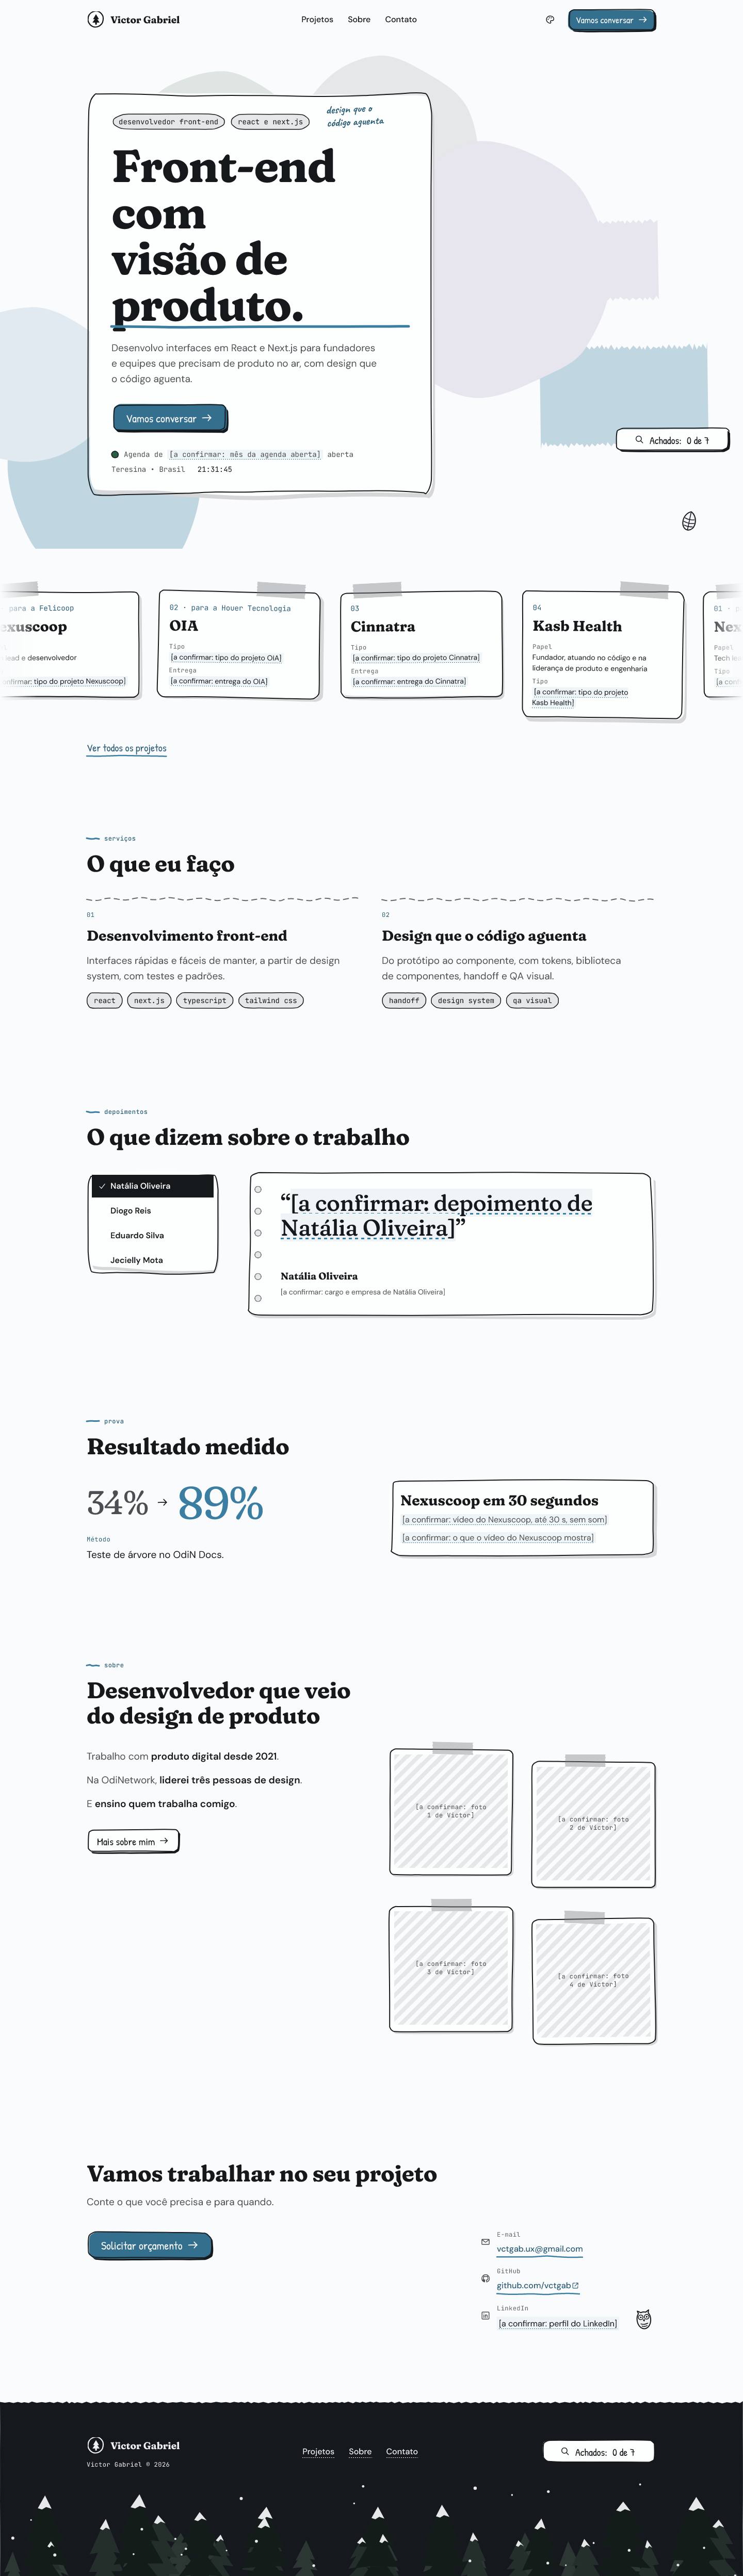 Victor Gabriel
Projetos Sobre Contato
Vamos conversar →
desenvolvedor front-end
react e next.js
design que o
código aguenta
Front-end
com
visão de
produto.
Desenvolvo interfaces em React e Next.js para fundadores
e equipes que precisam de produto no ar, com design que
o código aguenta.
Vamos conversar →
Agenda de [a confirmar: mês da agenda aberta] aberta
Teresina • Brasil 21:31:45
Achados: 0 de 7
para a Felicoop
exuscoop
lead e desenvolvedor
nfirmar: tipo do projeto Nexuscoop]
02 · para a Houer Tecnologia
OIA
Tipo
[a confirmar: tipo do projeto OIA]
Entrega
[a confirmar: entrega do OIA]
03
Cinnatra
Tipo
[a confirmar: tipo do projeto Cinnatra]
Entrega
[a confirmar: entrega do Cinnatra]
04
Kasb Health
Papel
Fundador, atuando no código e na
liderança de produto e engenharia
Tipo
[a confirmar: tipo do projeto
Kasb Health]
01 · p
Nex
Papel
Tech lea
Tipo
[a conf
Ver todos os projetos
serviços
O que eu faço
01
Desenvolvimento front-end
Interfaces rápidas e fáceis de manter, a partir de design
system, com testes e padrões.
react
next.js
typescript
tailwind css
02
Design que o código aguenta
Do protótipo ao componente, com tokens, biblioteca
de componentes, handoff e QA visual.
handoff
design system
qa visual
depoimentos
O que dizem sobre o trabalho
Natália Oliveira
Diogo Reis
Eduardo Silva
Jecielly Mota
“[a confirmar: depoimento de
Natália Oliveira]”
Natália Oliveira
[a confirmar: cargo e empresa de Natália Oliveira]
prova
Resultado medido
34% → 89%
Método
Teste de árvore no OdiN Docs.
Nexuscoop em 30 segundos
[a confirmar: vídeo do Nexuscoop, até 30 s, sem som]
[a confirmar: o que o vídeo do Nexuscoop mostra]
sobre
Desenvolvedor que veio
do design de produto
Trabalho com produto digital desde 2021.
Na OdiNetwork, liderei três pessoas de design.
E ensino quem trabalha comigo.
Mais sobre mim →
[a confirmar: foto
1 de Victor]
[a confirmar: foto
2 de Victor]
[a confirmar: foto
3 de Victor]
[a confirmar: foto
4 de Victor]
Vamos trabalhar no seu projeto
Conte o que você precisa e para quando.
Solicitar orçamento →
E-mail
vctgab.ux@gmail.com
GitHub
github.com/vctgab
LinkedIn
[a confirmar: perfil do LinkedIn]
Victor Gabriel
Victor Gabriel © 2026
Projetos Sobre Contato
Achados: 0 de 7